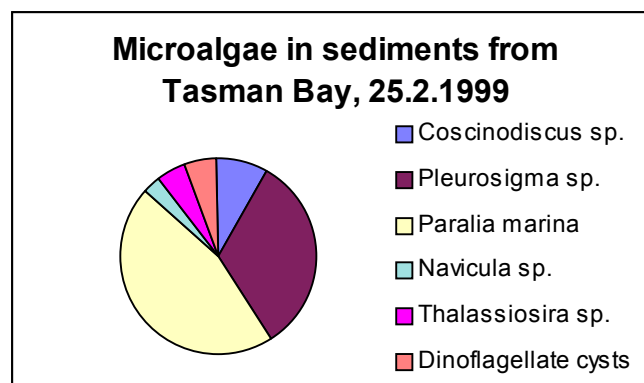 Microalgae in sediments from
Tasman Bay, 25.2.1999
Coscinodiscus sp.
Pleurosigma sp.
Paralia marina
Navicula sp.
Thalassiosira sp.
Dinoflagellate cysts